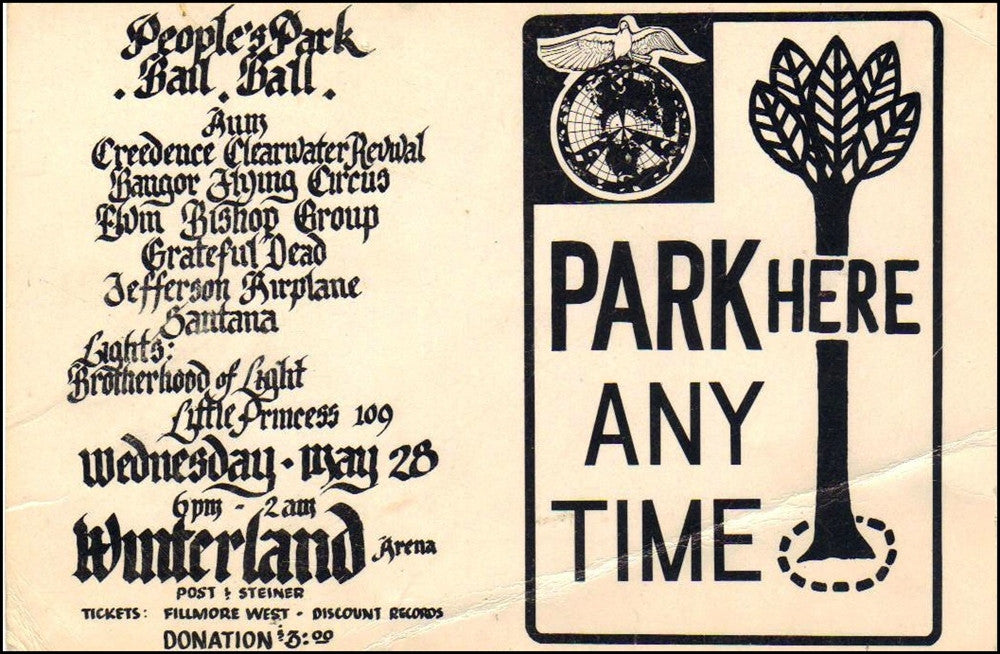 People's Park
. Bail . Ball .
Aum
Creedence Clearwater Revival
Bangor Flying Circus
Elvin Bishop Group
Grateful Dead
Jefferson Airplane
Santana
Lights:
Brotherhood of Light
Little Princess 109
Wednesday - May 28
6pm - 2am
Winterland Arena
POST & STEINER
TICKETS: FILLMORE WEST - DISCOUNT RECORDS
DONATION $3.00
PARK HERE
ANY
TIME